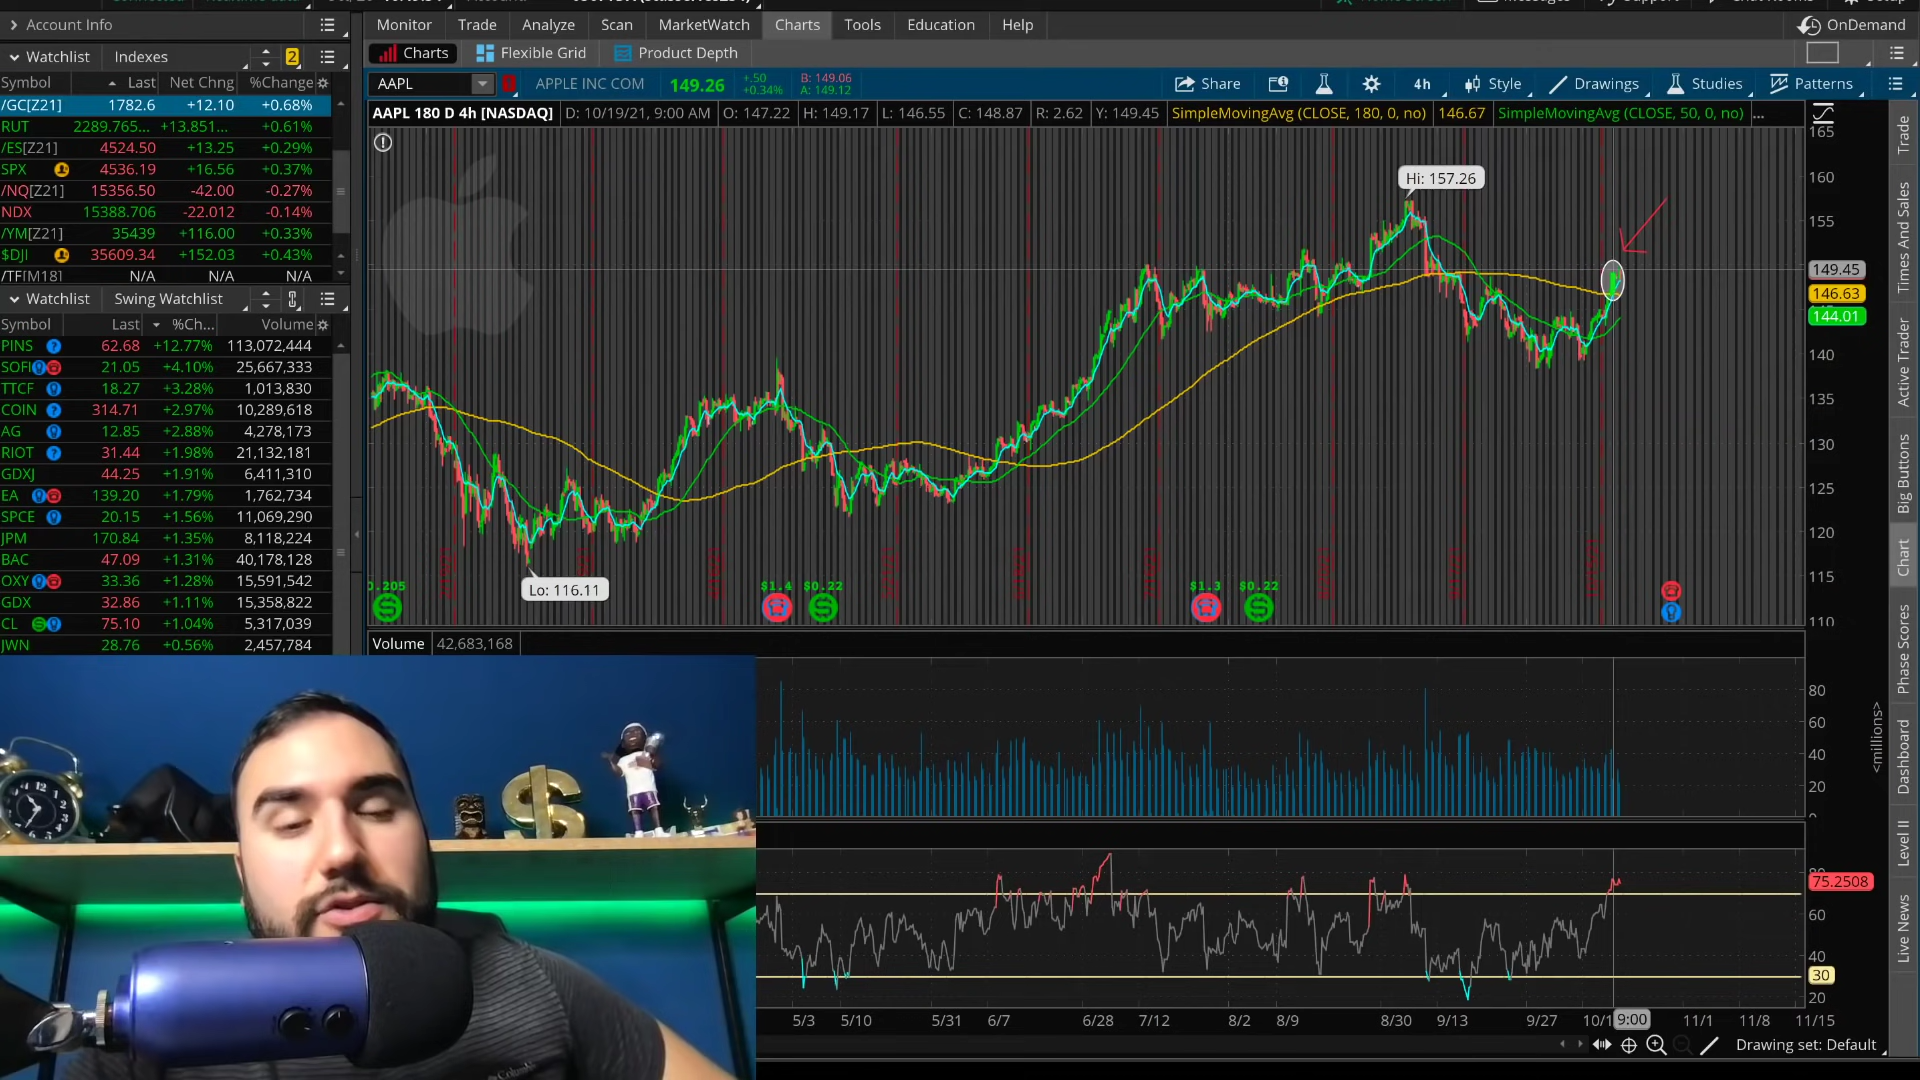 Account Info
Monitor Trade Analyze Scan MarketWatch Charts Tools Education Help
OnDemand
Watchlist Indexes 2
Charts Flexible Grid Product Depth
Symbol Last Net Chng %Change
AAPL APPLE INC COM 149.26 +.50 +0.34% B: 149.06 A: 149.12
Share 4h Style Drawings Studies Patterns
AAPL 180 D 4h [NASDAQ] D: 10/19/21, 9:00 AM O: 147.22 H: 149.17 L: 146.55 C: 148.87 R: 2.62 Y: 149.45 SimpleMovingAvg (CLOSE, 180, 0, no) 146.67 SimpleMovingAvg (CLOSE, 50, 0, no) ...
/GC[Z21] 1782.6 +12.10 +0.68%
RUT 2289.765... +13.851... +0.61%
/ES[Z21] 4524.50 +13.25 +0.29%
SPX 4536.19 +16.56 +0.37%
/NQ[Z21] 15356.50 -42.00 -0.27%
NDX 15388.706 -22.012 -0.14%
/YM[Z21] 35439 +116.00 +0.33%
$DJI 35609.34 +152.03 +0.43%
/TF[M18] N/A N/A N/A
Watchlist Swing Watchlist
Symbol Last %Ch... Volume
PINS 62.68 +12.77% 113,072,444
SOFI 21.05 +4.10% 25,667,333
TTCF 18.27 +3.28% 1,013,830
COIN 314.71 +2.97% 10,289,618
AG 12.85 +2.88% 4,278,173
RIOT 31.44 +1.98% 21,132,181
GDXJ 44.25 +1.91% 6,411,310
EA 139.20 +1.79% 1,762,734
SPCE 20.15 +1.56% 11,069,290
JPM 170.84 +1.35% 8,118,224
BAC 47.09 +1.31% 40,178,128
OXY 33.36 +1.28% 15,591,542
GDX 32.86 +1.11% 15,358,822
CL 75.10 +1.04% 5,317,039
JWN 28.76 +0.56% 2,457,784
Hi: 157.26
Lo: 116.11
0.205 $1.4 $0.22 $1.3 $0.22
165
160
155
149.45
146.63
144.01
140
135
130
125
120
115
110
Volume 42,683,168
80
60
40
20
<millions>
75.2508
60
40
30
20
5/3 5/10 5/31 6/7 6/28 7/12 8/2 8/9 8/30 9/13 9/27 10/1 9:00 11/1 11/8 11/15
Drawing set: Default
Trade
Times And Sales
Active Trader
Big Buttons
Chart
Phase Scores
Dashboard
Level II
Live News